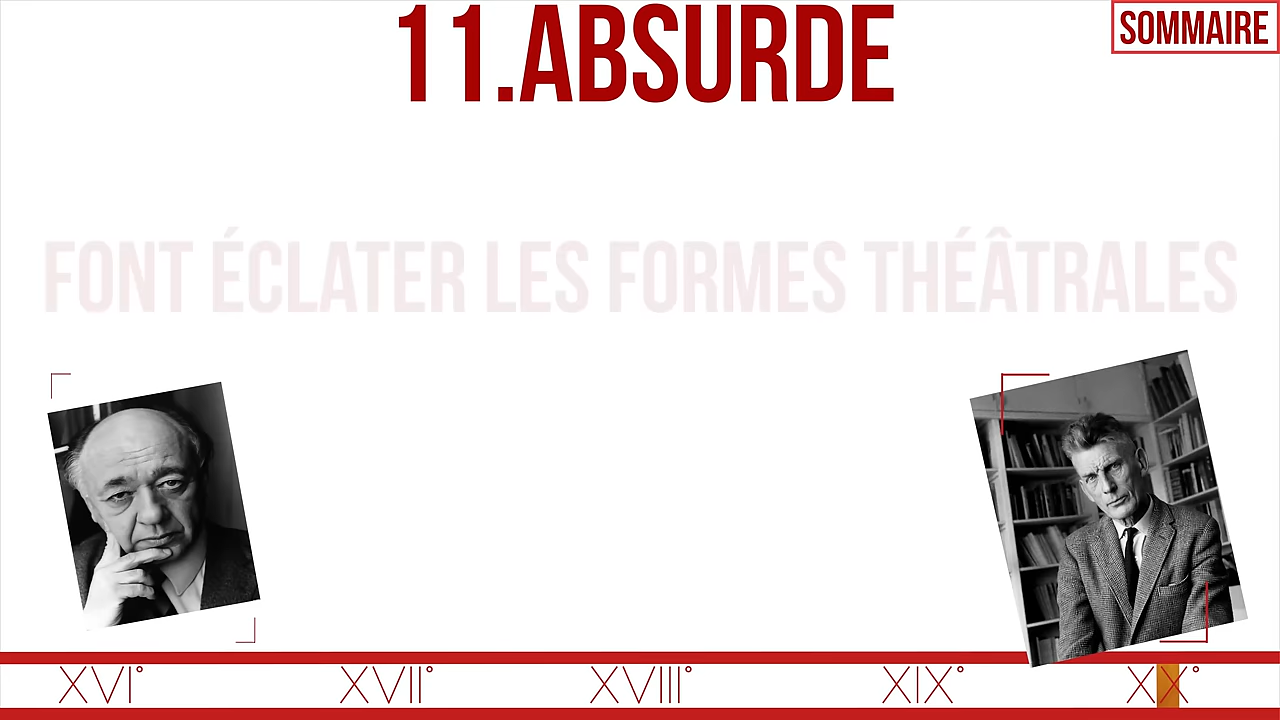 11.ABSURDE
SOMMAIRE
FONT ÉCLATER LES FORMES THÉÂTRALES
XVI° XVII° XVIII° XIX° XX°